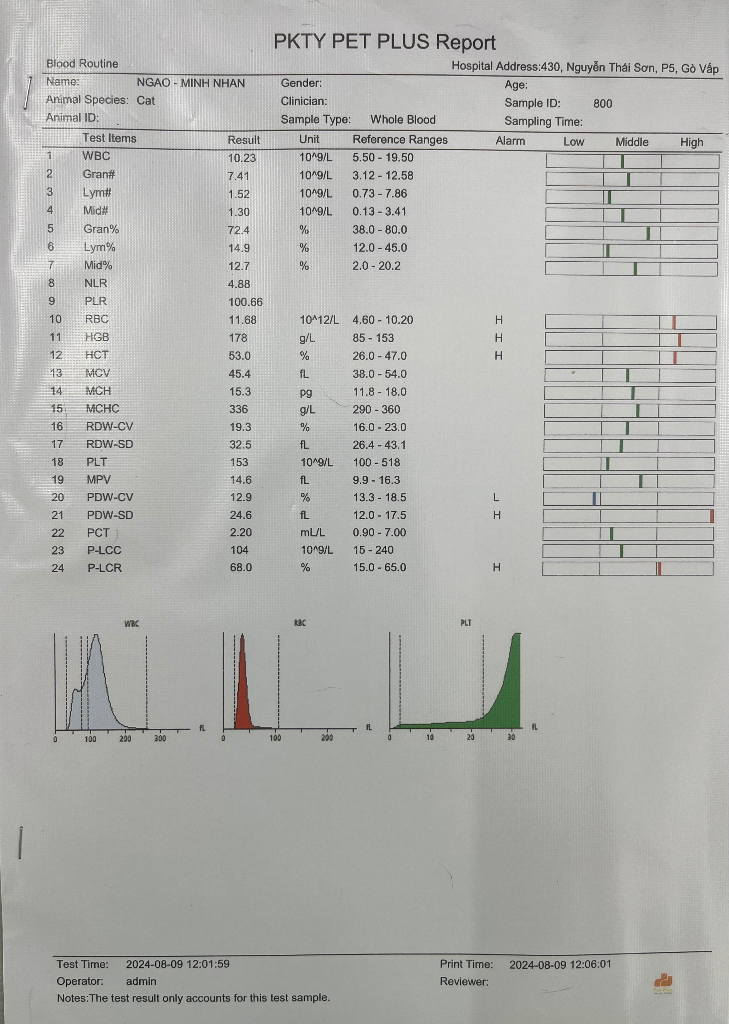 PKTY PET PLUS Report
Blood Routine Hospital Address:430, Nguyễn Thái Sơn, P5, Gò Vấp
Name: NGAO - MINH NHAN Gender: Age:
Animal Species: Cat Clinician: Sample ID: 800
Animal ID: Sample Type: Whole Blood Sampling Time:
Test Items Result Unit Reference Ranges Alarm Low Middle High
1 WBC 10.23 10^9/L 5.50 - 19.50
2 Gran# 7.41 10^9/L 3.12 - 12.58
3 Lym# 1.52 10^9/L 0.73 - 7.86
4 Mid# 1.30 10^9/L 0.13 - 3.41
5 Gran% 72.4 % 38.0 - 80.0
6 Lym% 14.9 % 12.0 - 45.0
7 Mid% 12.7 % 2.0 - 20.2
8 NLR 4.88
9 PLR 100.66
10 RBC 11.68 10^12/L 4.60 - 10.20 H
11 HGB 178 g/L 85 - 153 H
12 HCT 53.0 % 26.0 - 47.0 H
13 MCV 45.4 fL 38.0 - 54.0
14 MCH 15.3 pg 11.8 - 18.0
15 MCHC 336 g/L 290 - 360
16 RDW-CV 19.3 % 16.0 - 23.0
17 RDW-SD 32.5 fL 26.4 - 43.1
18 PLT 153 10^9/L 100 - 518
19 MPV 14.6 fL 9.9 - 16.3
20 PDW-CV 12.9 % 13.3 - 18.5 L
21 PDW-SD 24.6 fL 12.0 - 17.5 H
22 PCT 2.20 mL/L 0.90 - 7.00
23 P-LCC 104 10^9/L 15 - 240
24 P-LCR 68.0 % 15.0 - 65.0 H
WBC RBC PLT
fL fL fL
0 100 200 300 0 100 200 0 10 20 30
Test Time: 2024-08-09 12:01:59 Print Time: 2024-08-09 12:06:01
Operator: admin Reviewer:
Notes:The test result only accounts for this test sample.